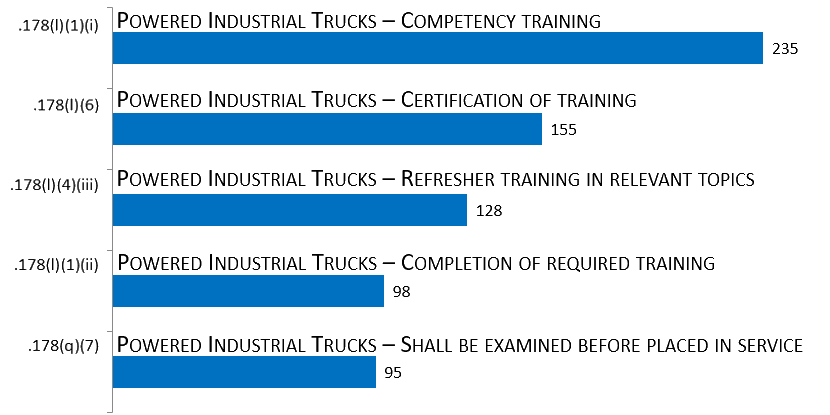 .178(l)(1)(i) Powered Industrial Trucks – Competency training
235
.178(l)(6) Powered Industrial Trucks – Certification of training
155
.178(l)(4)(iii) Powered Industrial Trucks – Refresher training in relevant topics
128
.178(l)(1)(ii) Powered Industrial Trucks – Completion of required training
98
.178(q)(7) Powered Industrial Trucks – Shall be examined before placed in service
95